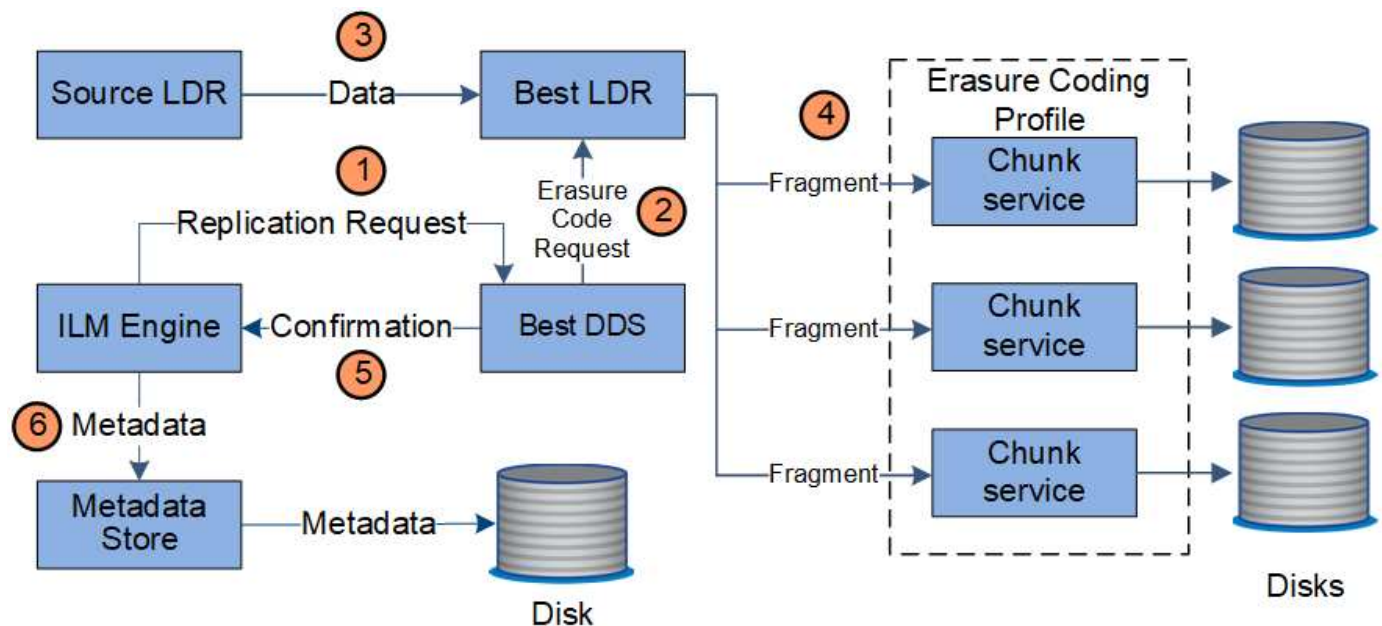 3
Source LDR
Data
Best LDR
4
Erasure Coding
Profile
Fragment
Chunk
service
1
Replication Request
Erasure
Code
Request
2
ILM Engine
Confirmation
Best DDS
5
Fragment
Chunk
service
6
Metadata
Fragment
Chunk
service
Metadata
Store
Metadata
Disk
Disks